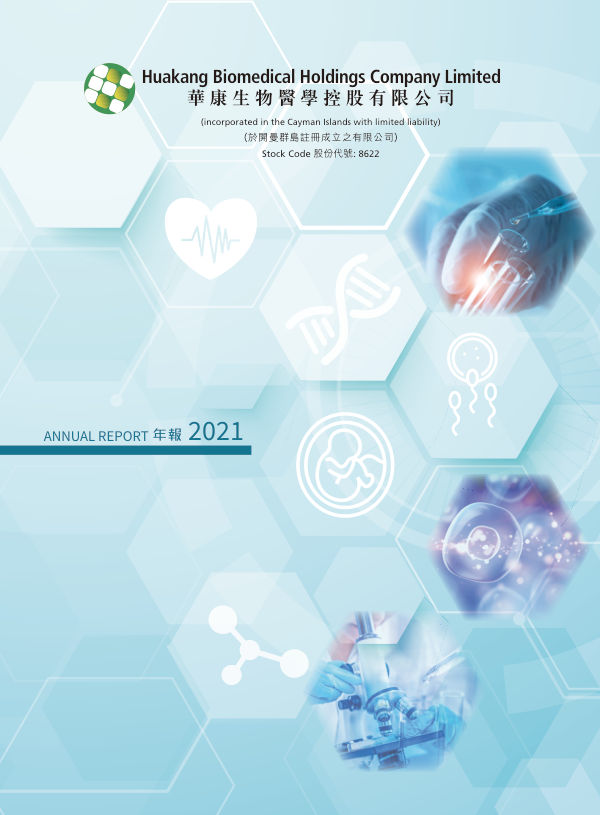 Huakang Biomedical Holdings Company Limited
華康生物醫學控股有限公司
(incorporated in the Cayman Islands with limited liability)
(於開曼群島註冊成立之有限公司)
Stock Code 股份代號: 8622
ANNUAL REPORT 年報 2021